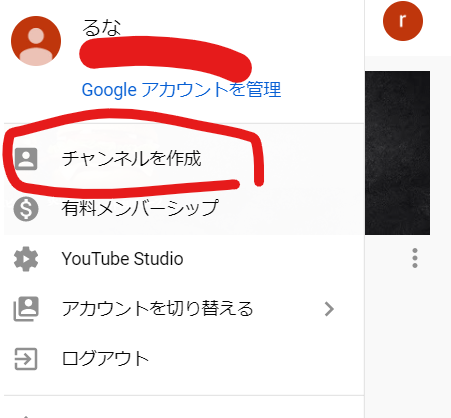 るな
r
Google アカウントを管理
チャンネルを作成
有料メンバーシップ
YouTube Studio
アカウントを切り替える
ログアウト